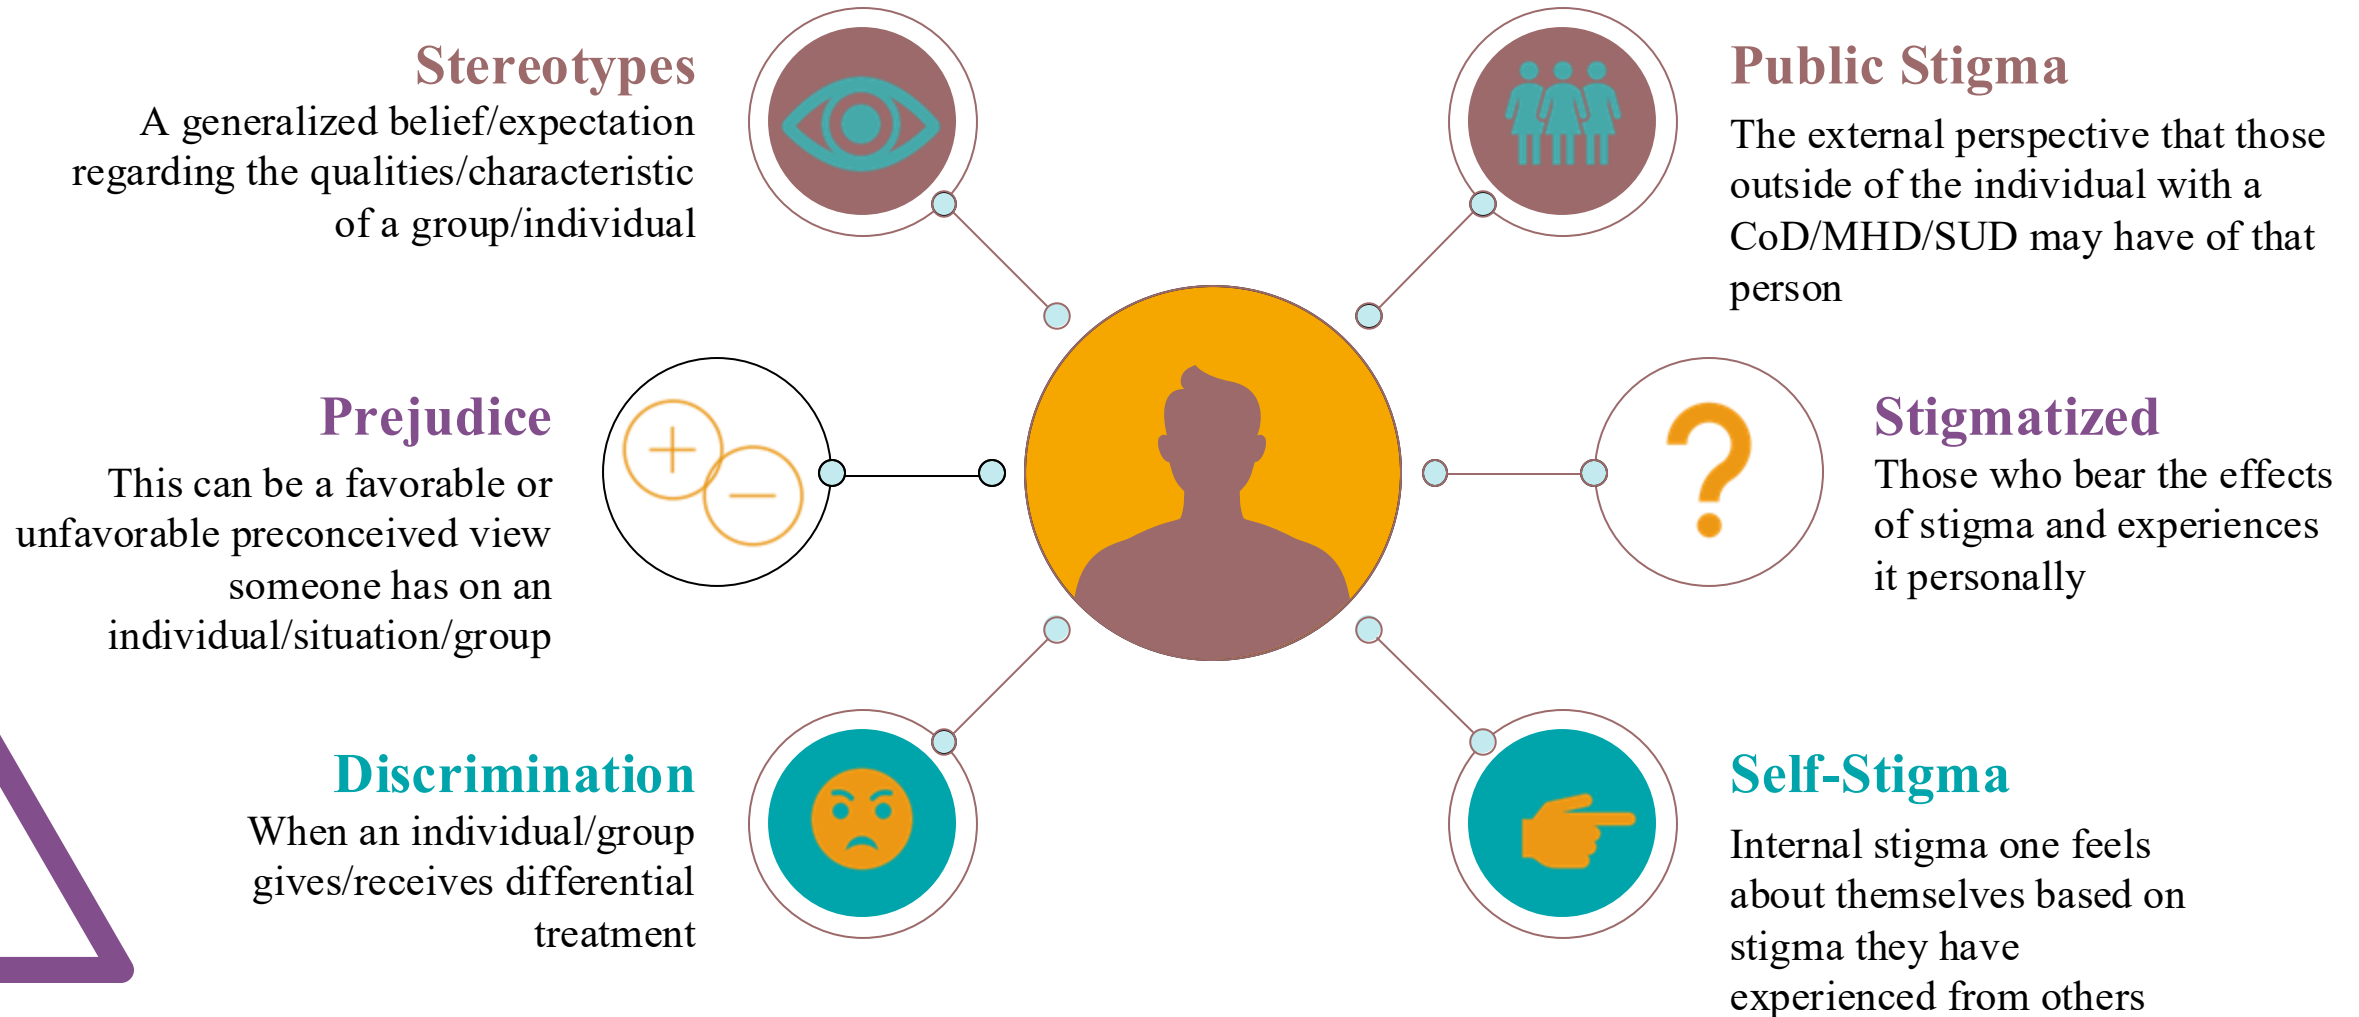 Stereotypes
A generalized belief/expectation
regarding the qualities/characteristic
of a group/individual
Prejudice
This can be a favorable or
unfavorable preconceived view
someone has on an
individual/situation/group
Discrimination
When an individual/group
gives/receives differential
treatment
Public Stigma
The external perspective that those
outside of the individual with a
CoD/MHD/SUD may have of that
person
Stigmatized
Those who bear the effects
of stigma and experiences
it personally
Self-Stigma
Internal stigma one feels
about themselves based on
stigma they have
experienced from others